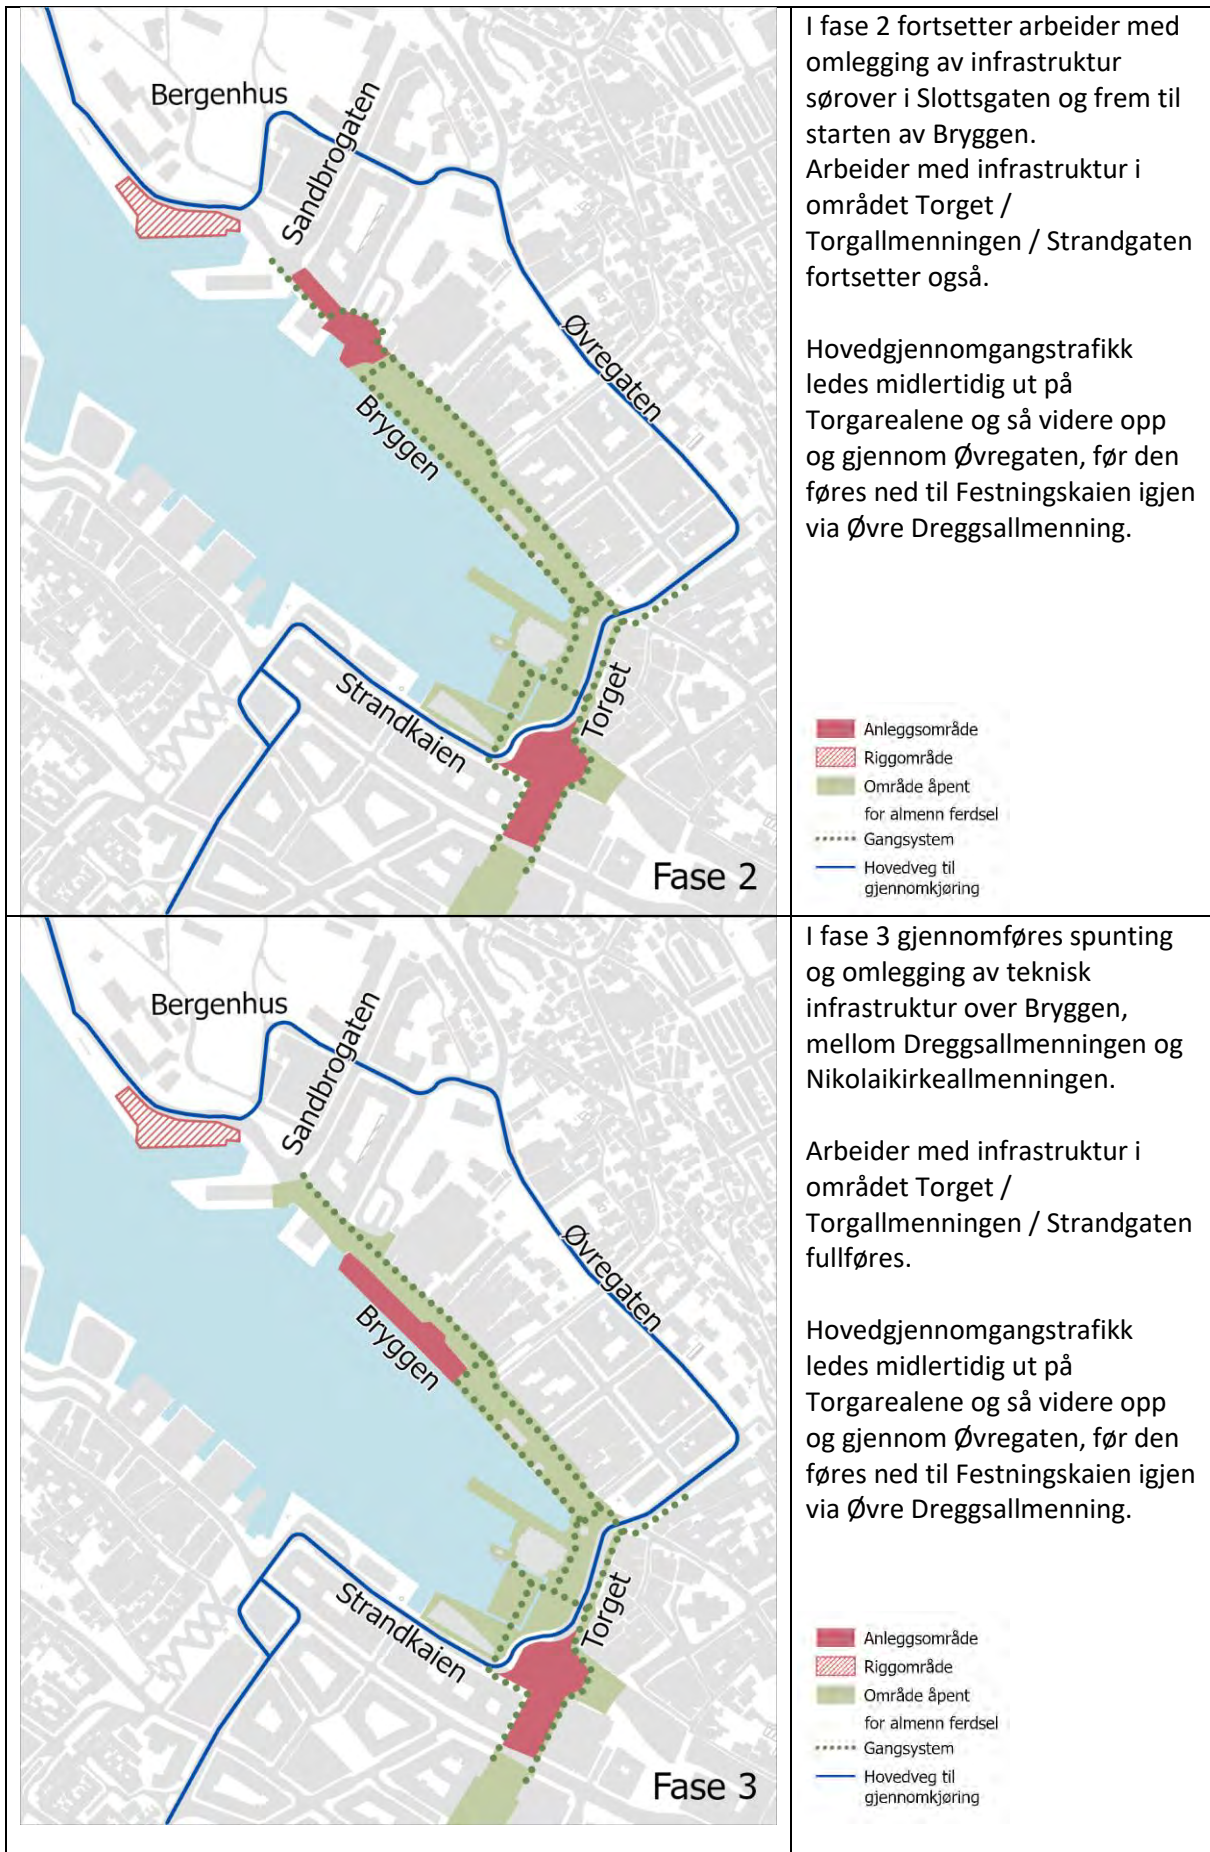 Bergenhus
Sandbrogaten
Øvregaten
Bryggen
Strandkaien
Torget
Fase 2
I fase 2 fortsetter arbeider med
omlegging av infrastruktur
sørover i Slottsgaten og frem til
starten av Bryggen.
Arbeider med infrastruktur i
området Torget /
Torgallmenningen / Strandgaten
fortsetter også.
Hovedgjennomgangstrafikk
ledes midlertidig ut på
Torgarealene og så videre opp
og gjennom Øvregaten, før den
føres ned til Festningskaien igjen
via Øvre Dreggsallmenning.
Anleggsområde
Riggområde
Område åpent
for almenn ferdsel
Gangsystem
Hovedveg til
gjennomkjøring
Bergenhus
Sandbrogaten
Øvregaten
Bryggen
Strandkaien
Torget
Fase 3
I fase 3 gjennomføres spunting
og omlegging av teknisk
infrastruktur over Bryggen,
mellom Dreggsallmenningen og
Nikolaikirkeallmenningen.
Arbeider med infrastruktur i
området Torget /
Torgallmenningen / Strandgaten
fullføres.
Hovedgjennomgangstrafikk
ledes midlertidig ut på
Torgarealene og så videre opp
og gjennom Øvregaten, før den
føres ned til Festningskaien igjen
via Øvre Dreggsallmenning.
Anleggsområde
Riggområde
Område åpent
for almenn ferdsel
Gangsystem
Hovedveg til
gjennomkjøring